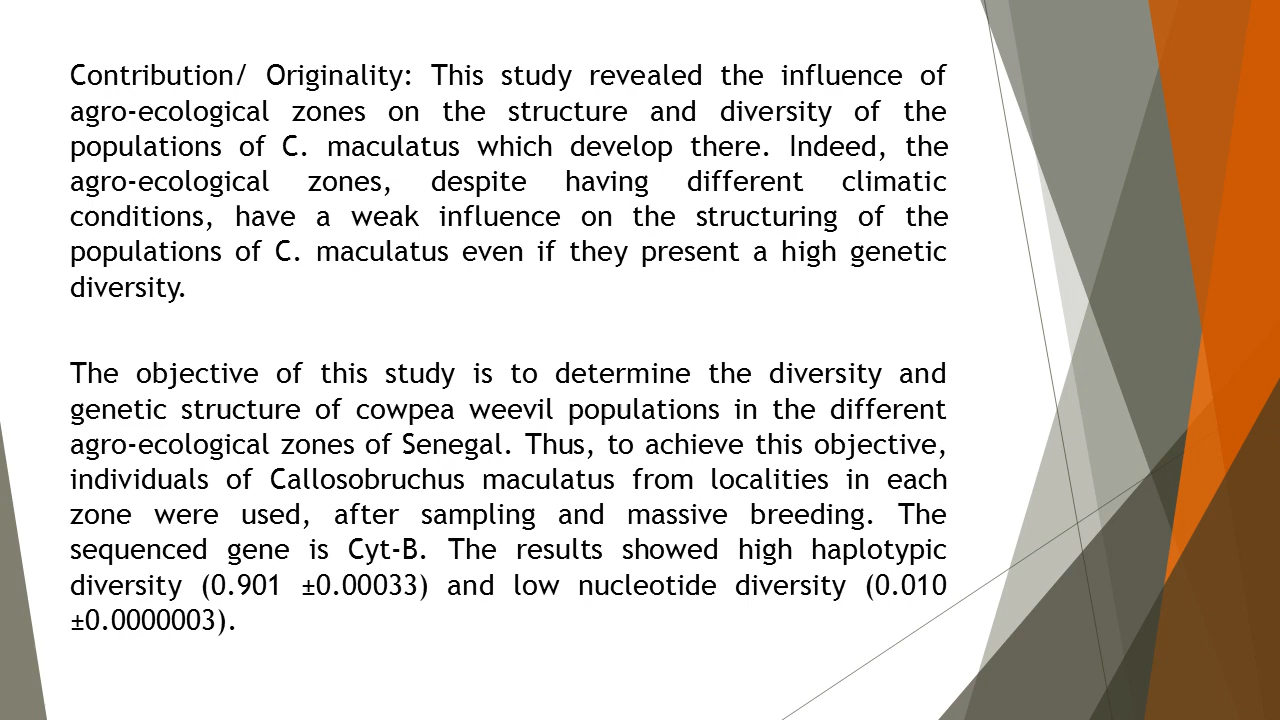 Contribution/ Originality: This study revealed the influence of
agro-ecological zones on the structure and diversity of the
populations of C. maculatus which develop there. Indeed, the
agro-ecological zones, despite having different climatic
conditions, have a weak influence on the structuring of the
populations of C. maculatus even if they present a high genetic
diversity.
The objective of this study is to determine the diversity and
genetic structure of cowpea weevil populations in the different
agro-ecological zones of Senegal. Thus, to achieve this objective,
individuals of Callosobruchus maculatus from localities in each
zone were used, after sampling and massive breeding. The
sequenced gene is Cyt-B. The results showed high haplotypic
diversity (0.901 ±0.00033) and low nucleotide diversity (0.010
±0.0000003).